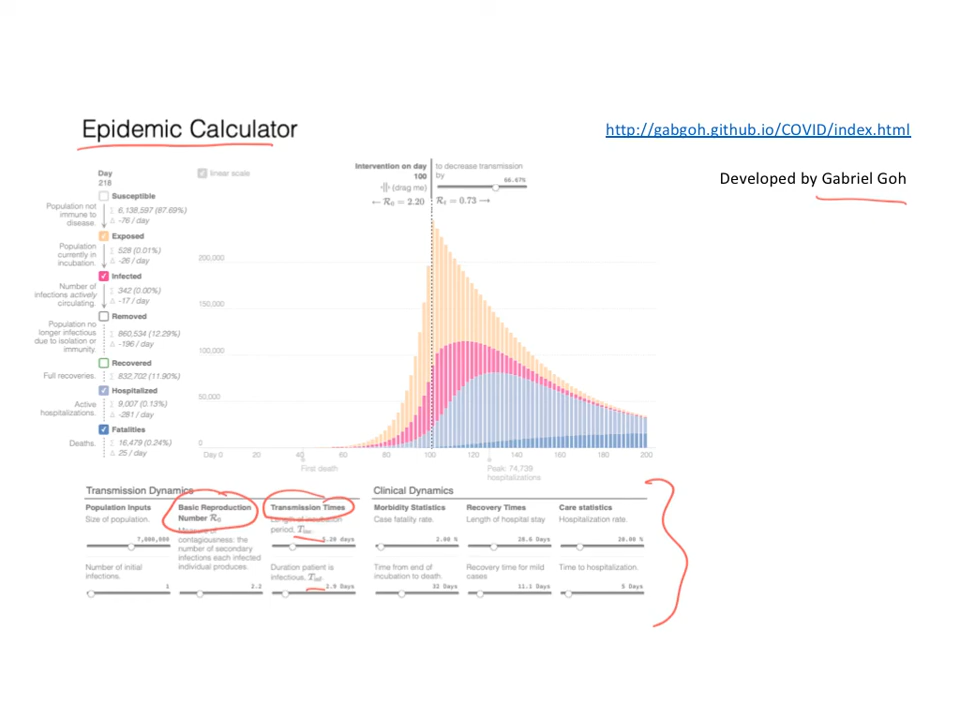 Epidemic Calculator
http://gabgoh.github.io/COVID/index.html
Developed by Gabriel Goh
Day
218
linear scale
Intervention on day
100
(drag me)
← R₀ = 2.20
to decrease transmission
by
66.67%
Rₜ = 0.73 →
Susceptible
Population not
immune to
disease.
Σ 6,138,597 (87.69%)
Δ -76 / day
Exposed
Population
currently in
incubation.
Σ 528 (0.01%)
Δ -26 / day
Infected
Number of
infections actively
circulating.
Σ 342 (0.00%)
Δ -17 / day
Removed
Population no
longer infectious
due to isolation or
immunity.
Σ 860,534 (12.29%)
Δ -196 / day
Recovered
Full recoveries.
Σ 832,702 (11.90%)
Hospitalized
Active
hospitalizations.
Σ 9,007 (0.13%)
Δ -281 / day
Fatalities
Deaths.
Σ 16,479 (0.24%)
Δ 25 / day
200,000
150,000
100,000
50,000
0
Day 0 20 40 60 80 100 120 140 160 180 200
First death
Peak: 74,739
hospitalizations
Transmission Dynamics
Population Inputs
Size of population.
7,000,000
Number of initial
infections.
1
Basic Reproduction
Number R₀
Measure of
contagiousness: the
number of secondary
infections each infected
individual produces.
2.2
Transmission Times
Length of incubation
period, T
5.20 days
Duration patient is
infectious, T
2.9 Days
Clinical Dynamics
Morbidity Statistics
Case fatality rate.
2.00 %
Time from end of
incubation to death.
32 Days
Recovery Times
Length of hospital stay
28.6 Days
Recovery time for mild
cases
11.1 Days
Care statistics
Hospitalization rate.
20.00 %
Time to hospitalization.
5 Days